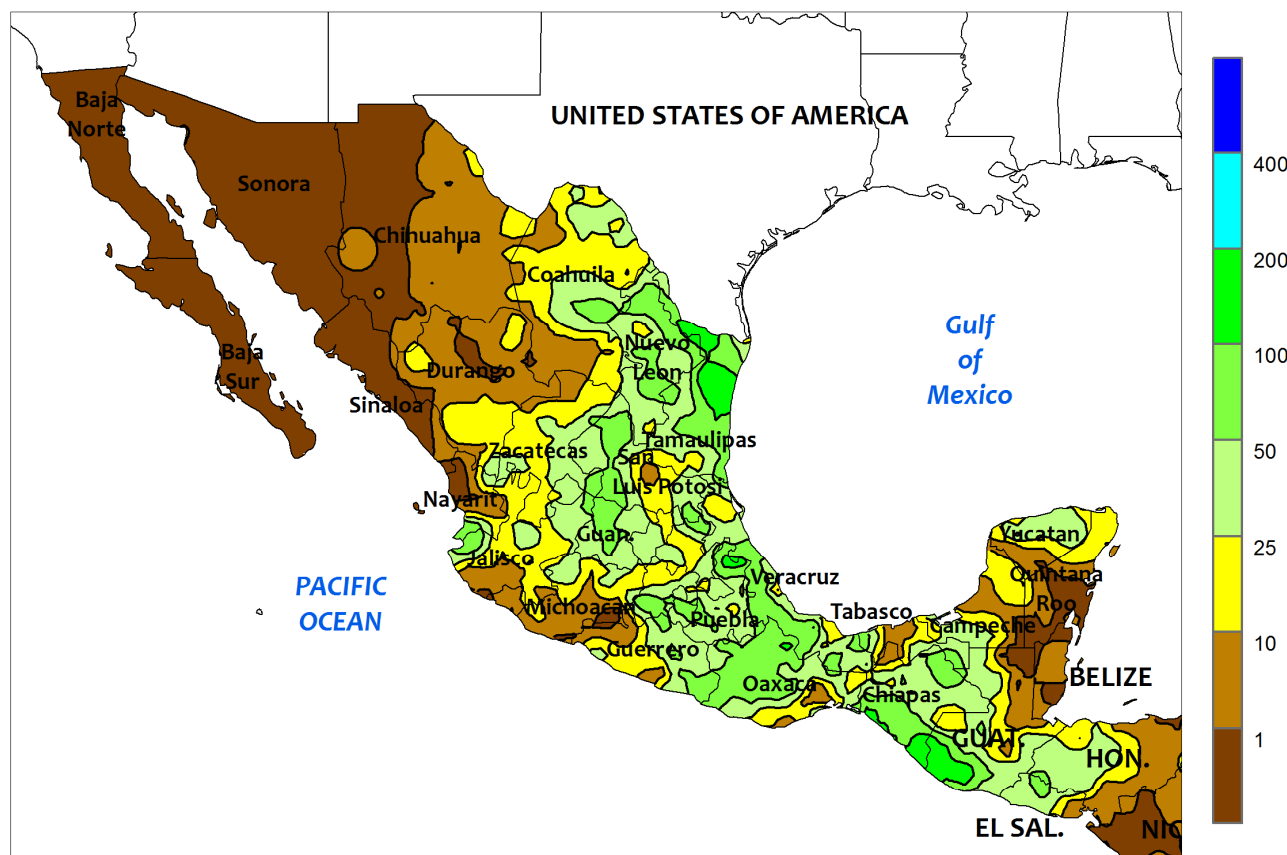 UNITED STATES OF AMERICA
Baja
Norte
Sonora
Chihuahua
Coahuila
Nuevo
Leon
Baja
Sur
Durango
Sinaloa
Gulf
of
Mexico
Zacatecas
Tamaulipas
San
Luis Potosi
Nayarit
Guan.
Jalisco
Yucatan
Quintana
Roo
PACIFIC
OCEAN
Veracruz
Michoacan
Puebla
Tabasco
Campeche
Guerrero
Oaxaca
Chiapas
BELIZE
GUAT.
HON.
EL SAL.
NIC
400
200
100
50
25
10
1